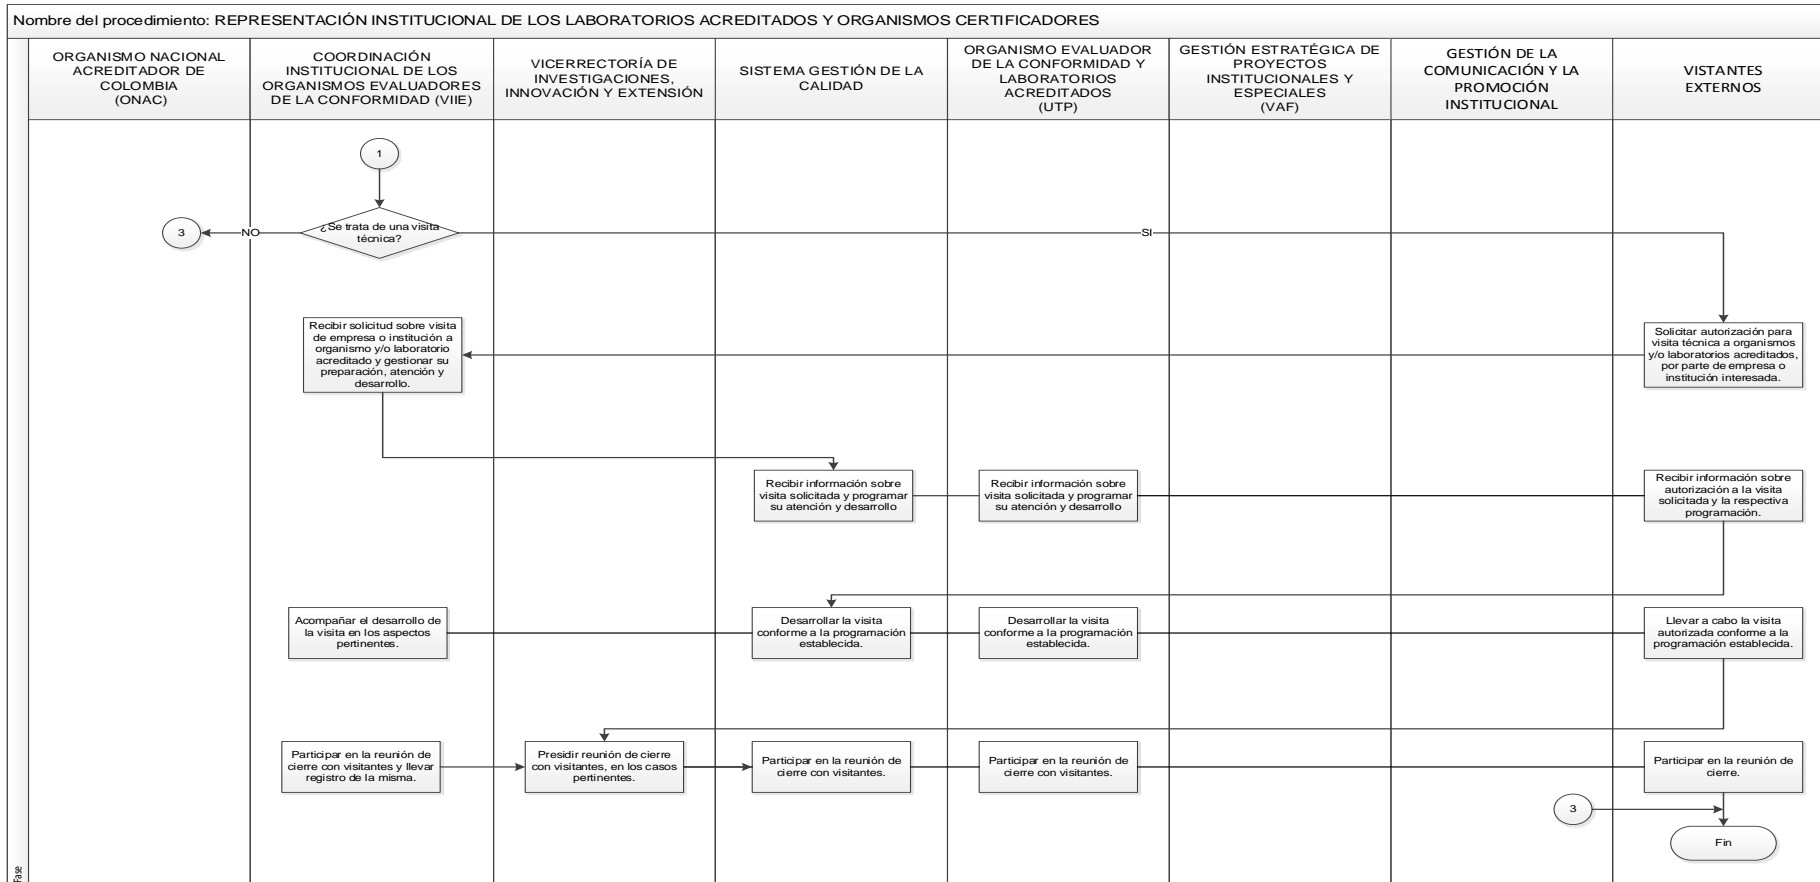 Nombre del procedimiento: REPRESENTACIÓN INSTITUCIONAL DE LOS LABORATORIOS ACREDITADOS Y ORGANISMOS CERTIFICADORES
ORGANISMO NACIONAL
ACREDITADOR DE
COLOMBIA
(ONAC)
COORDINACIÓN
INSTITUCIONAL DE LOS
ORGANISMOS EVALUADORES
DE LA CONFORMIDAD (VIIE)
VICERRECTORÍA DE
INVESTIGACIONES,
INNOVACIÓN Y EXTENSIÓN
SISTEMA GESTIÓN DE LA
CALIDAD
ORGANISMO EVALUADOR
DE LA CONFORMIDAD Y
LABORATORIOS
ACREDITADOS
(UTP)
GESTIÓN ESTRATÉGICA DE
PROYECTOS
INSTITUCIONALES Y
ESPECIALES
(VAF)
GESTIÓN DE LA
COMUNICACIÓN Y LA
PROMOCIÓN
INSTITUCIONAL
VISTANTES
EXTERNOS
1
¿Se trata de una visita
técnica?
NO
3
SI
Recibir solicitud sobre visita
de empresa o institución a
organismo y/o laboratorio
acreditado y gestionar su
preparación, atención y
desarrollo.
Solicitar autorización para
visita técnica a organismos
y/o laboratorios acreditados,
por parte de empresa o
institución interesada.
Recibir información sobre
visita solicitada y programar
su atención y desarrollo
Recibir información sobre
visita solicitada y programar
su atención y desarrollo
Recibir información sobre
autorización a la visita
solicitada y la respectiva
programación.
Acompañar el desarrollo de
la visita en los aspectos
pertinentes.
Desarrollar la visita
conforme a la programación
establecida.
Desarrollar la visita
conforme a la programación
establecida.
Llevar a cabo la visita
autorizada conforme a la
programación establecida.
Participar en la reunión de
cierre con visitantes y llevar
registro de la misma.
Presidir reunión de cierre
con visitantes, en los casos
pertinentes.
Participar en la reunión de
cierre con visitantes.
Participar en la reunión de
cierre con visitantes.
Participar en la reunión de
cierre.
3
Fin
Fase